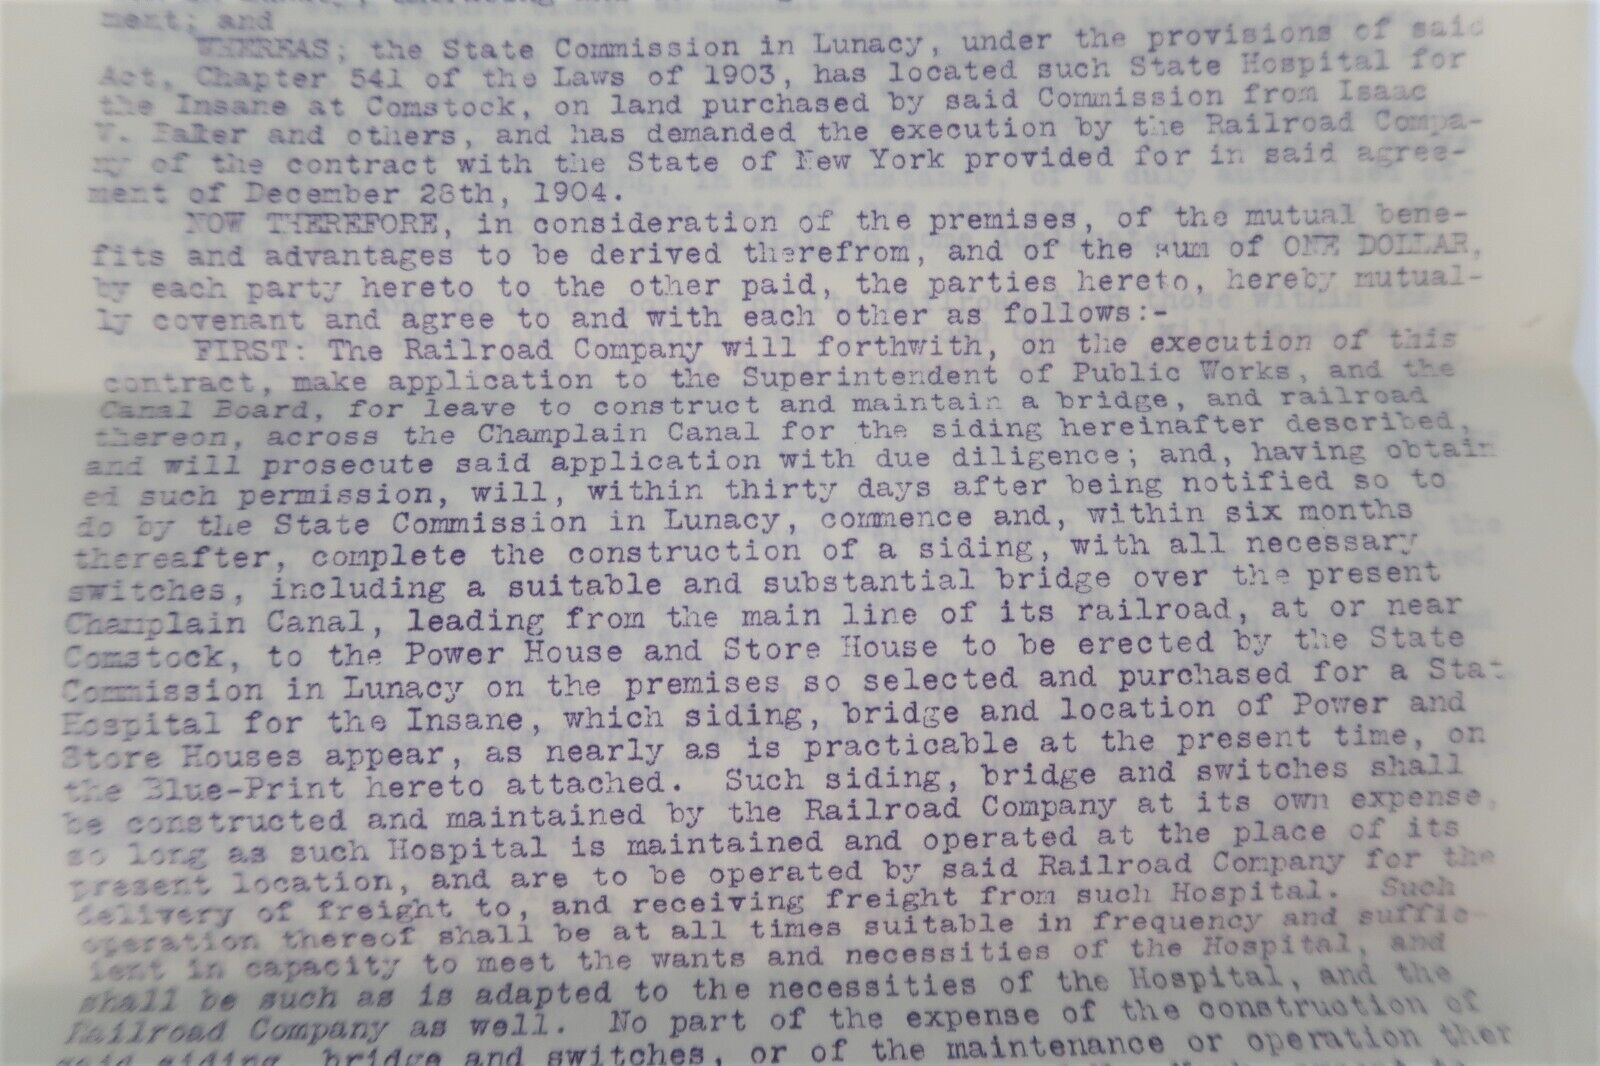 ment; and
WHEREAS; the State Commission in Lunacy, under the provisions of said
Act, Chapter 541 of the Laws of 1903, has located such State Hospital for
the Insane at Comstock, on land purchased by said Commission from Isaac
V. Baker and others, and has demanded the execution by the Railroad Compa-
ny of the contract with the State of New York provided for in said agree-
ment of December 28th, 1904.
NOW THEREFORE, in consideration of the premises, of the mutual bene-
fits and advantages to be derived therefrom, and of the sum of ONE DOLLAR,
by each party hereto to the other paid, the parties hereto, hereby mutual-
ly covenant and agree to and with each other as follows:-
FIRST: The Railroad Company will forthwith, on the execution of this
contract, make application to the Superintendent of Public Works, and the
Canal Board, for leave to construct and maintain a bridge, and railroad
thereon, across the Champlain Canal for the siding hereinafter described,
and will prosecute said application with due diligence; and, having obtain
ed such permission, will, within thirty days after being notified so to
do by the State Commission in Lunacy, commence and, within six months
thereafter, complete the construction of a siding, with all necessary
switches, including a suitable and substantial bridge over the present
Champlain Canal, leading from the main line of its railroad, at or near
Comstock, to the Power House and Store House to be erected by the State
Commission in Lunacy on the premises so selected and purchased for a Stat
Hospital for the Insane, which siding, bridge and location of Power and
Store Houses appear, as nearly as is practicable at the present time, on
the Blue-Print hereto attached. Such siding, bridge and switches shall
be constructed and maintained by the Railroad Company at its own expense,
so long as such Hospital is maintained and operated at the place of its
present location, and are to be operated by said Railroad Company for the
delivery of freight to, and receiving freight from such Hospital. Such
operation thereof shall be at all times suitable in frequency and suffic-
ient in capacity to meet the wants and necessities of the Hospital, and
shall be such as is adapted to the necessities of the Hospital, and the
Railroad Company as well. No part of the expense of the construction of
said siding, bridge and switches, or of the maintenance or operation ther